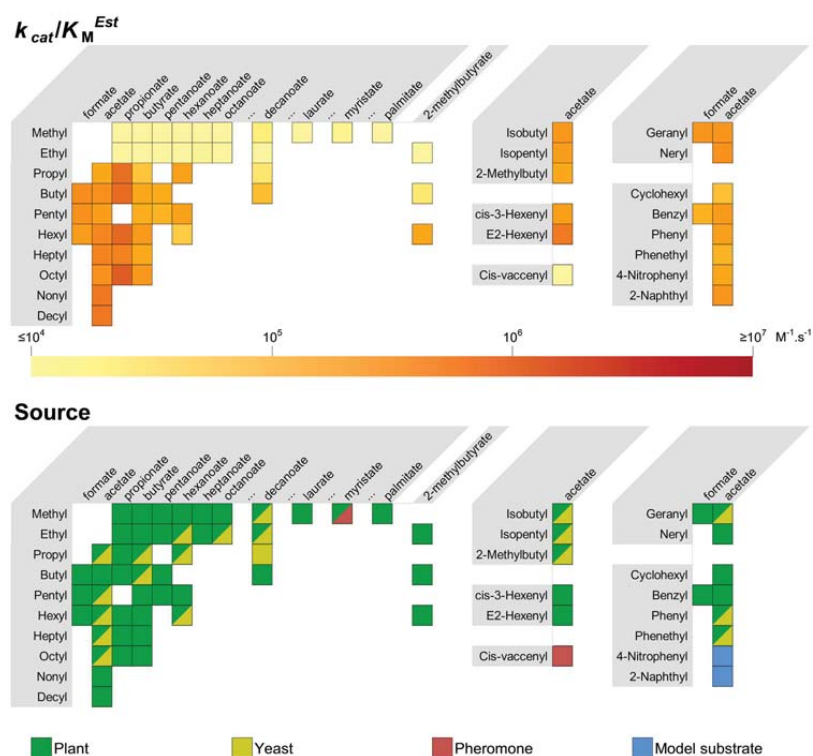 k cat/K M Est
formate
acetate
propionate
butyrate
pentanoate
hexanoate
heptanoate
octanoate
...
decanoate
...
laurate
...
myristate
...
palmitate
2-methylbutyrate
acetate
formate
acetate
Methyl
Ethyl
Propyl
Butyl
Pentyl
Hexyl
Heptyl
Octyl
Nonyl
Decyl
Isobutyl
Isopentyl
2-Methylbutyl
cis-3-Hexenyl
E2-Hexenyl
Cis-vaccenyl
Geranyl
Neryl
Cyclohexyl
Benzyl
Phenyl
Phenethyl
4-Nitrophenyl
2-Naphthyl
≤10⁴ 10⁵ 10⁶ ≥10⁷ M⁻¹.s⁻¹
Source
formate
acetate
propionate
butyrate
pentanoate
hexanoate
heptanoate
octanoate
...
decanoate
...
laurate
...
myristate
...
palmitate
2-methylbutyrate
acetate
formate
acetate
Methyl
Ethyl
Propyl
Butyl
Pentyl
Hexyl
Heptyl
Octyl
Nonyl
Decyl
Isobutyl
Isopentyl
2-Methylbutyl
cis-3-Hexenyl
E2-Hexenyl
Cis-vaccenyl
Geranyl
Neryl
Cyclohexyl
Benzyl
Phenyl
Phenethyl
4-Nitrophenyl
2-Naphthyl
Plant Yeast Pheromone Model substrate